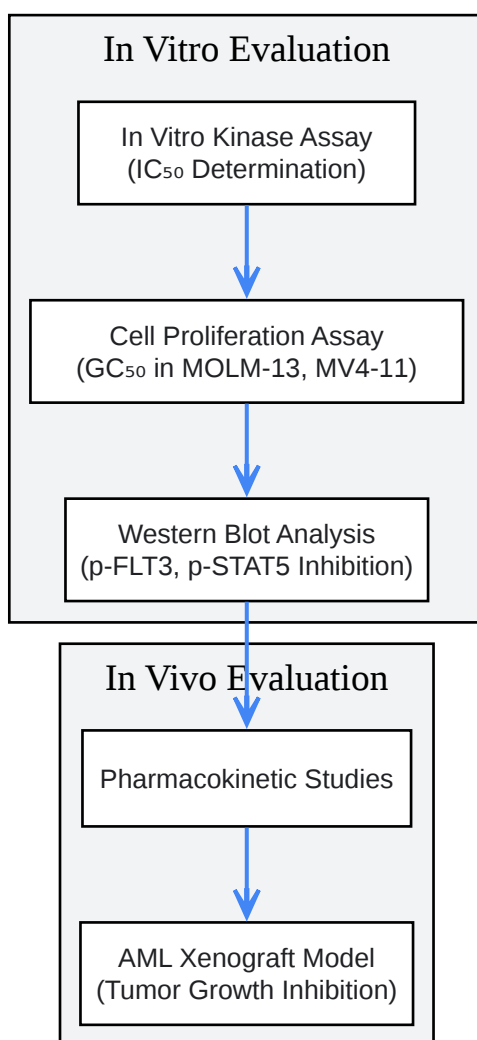 In Vitro Evaluation
In Vitro Kinase Assay
(IC₅₀ Determination)
Cell Proliferation Assay
(GC₅₀ in MOLM-13, MV4-11)
Western Blot Analysis
(p-FLT3, p-STAT5 Inhibition)
In Vivo Evaluation
Pharmacokinetic Studies
AML Xenograft Model
(Tumor Growth Inhibition)